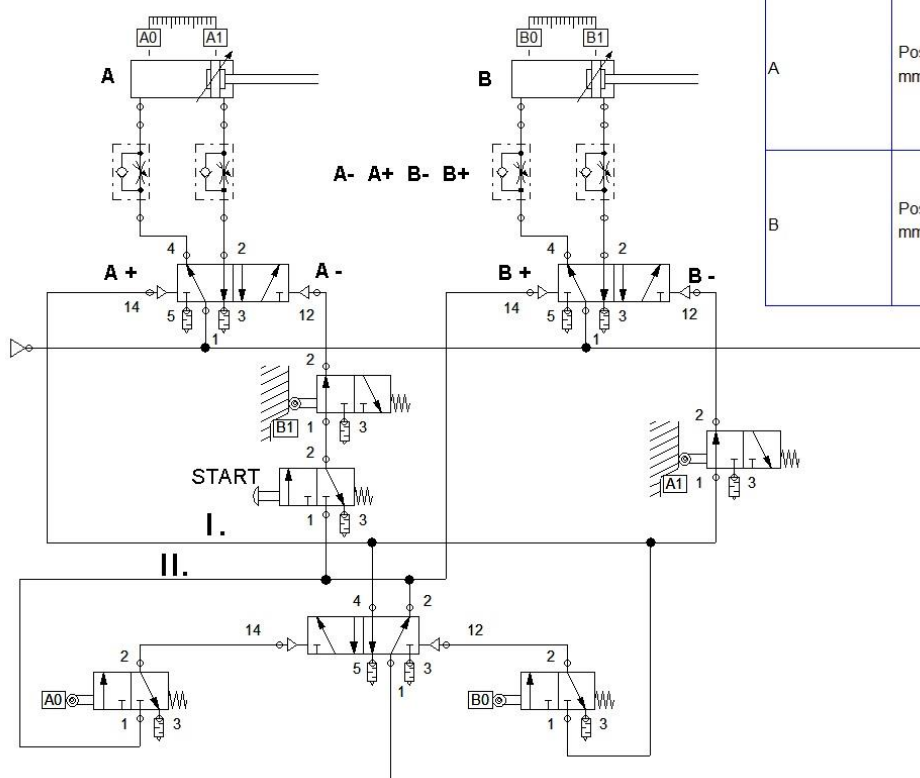 A0 A1 B0 B1
A B A Pos
mm
A- A+ B- B+
B Pos
mm
4 2 4 2
A + A - B + B -
14 5 3 12 14 5 3 12
1 1
2
B1 1 3
2
A1 1 3
START 2
1 3
I.
II.
4 2
14 12
5 3
1
A0 2
1 3
B0 2
1 3